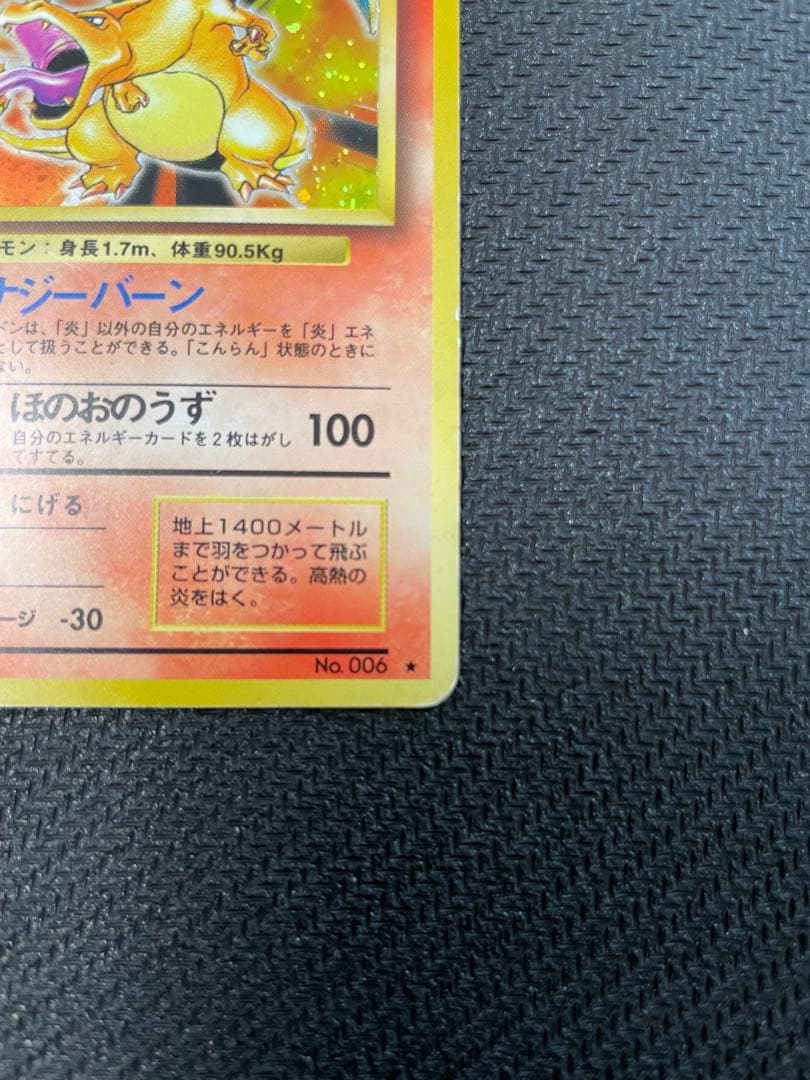 モン：身長1.7m、体重90.5Kg
ナジーバーン
ドンは、「炎」以外の自分のエネルギーを「炎」エネ
として扱うことができる。「こんらん」状態のときに
ない。
ほのおのうず 100
自分のエネルギーカードを2枚はがし
てすてる。
にげる
地上1400メートル
まで羽をつかって飛ぶ
ことができる。高熱の
炎をはく。
ージ -30
No. 006 ★